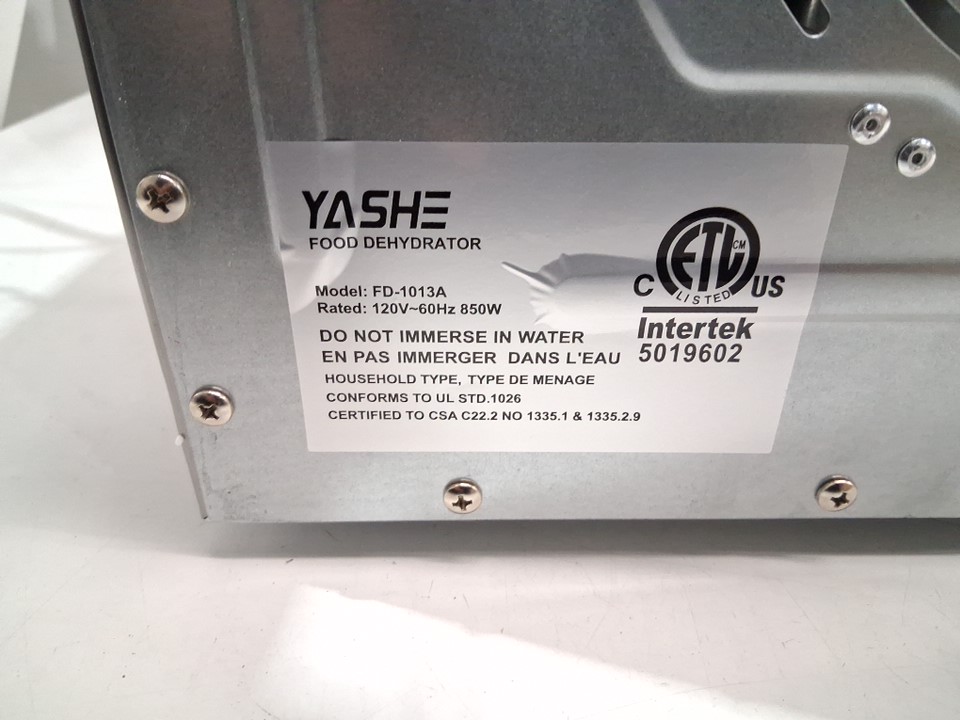 YASHE
FOOD DEHYDRATOR
Model: FD-1013A
Rated: 120V~60Hz 850W
DO NOT IMMERSE IN WATER
EN PAS IMMERGER DANS L'EAU
HOUSEHOLD TYPE, TYPE DE MENAGE
CONFORMS TO UL STD.1026
CERTIFIED TO CSA C22.2 NO 1335.1 & 1335.2.9
ETL CM
C LISTED US
Intertek
5019602